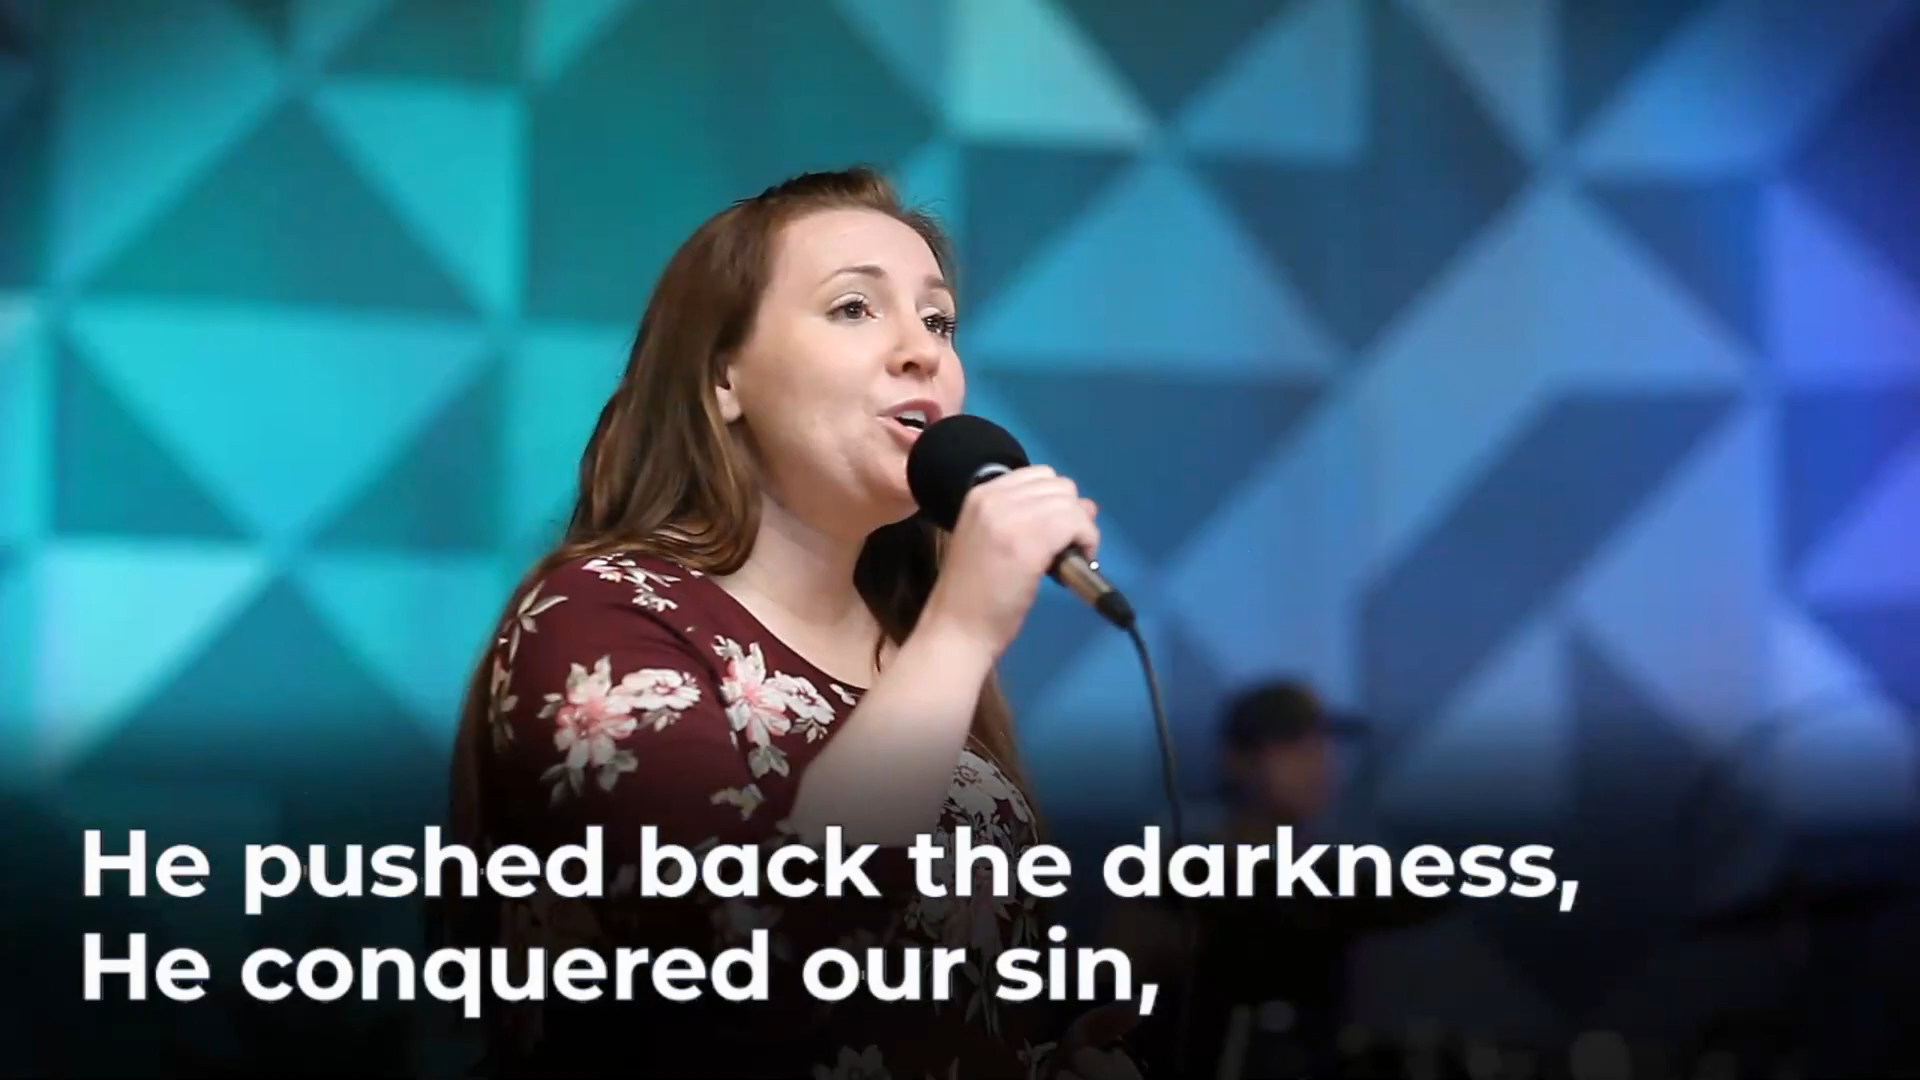 He pushed back the darkness,
He conquered our sin,